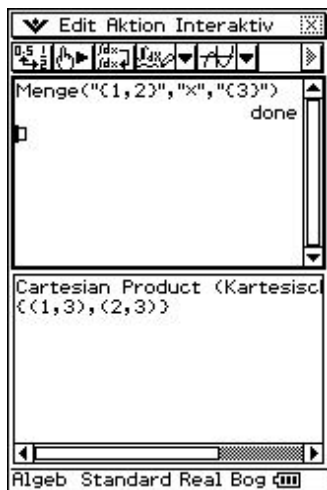 Edit Aktion Interaktiv
Menge("{1,2}","×","{3}")
done
Cartesian Product (Kartesisc
{(1,3),(2,3)}
Algeb Standard Real Bog